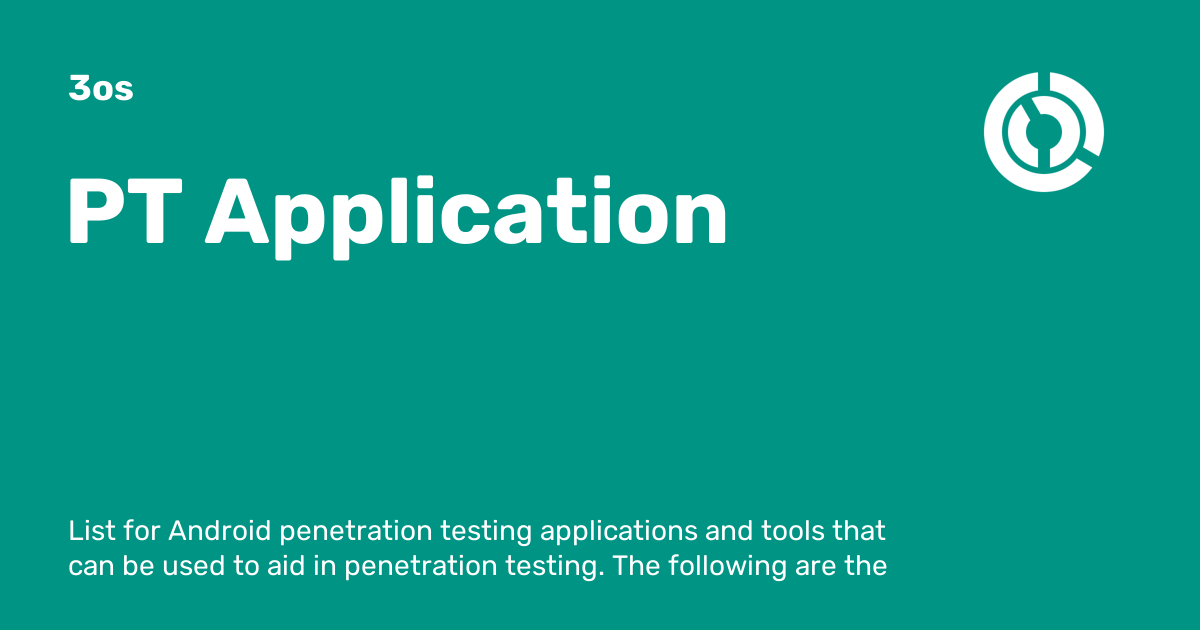 3os
PT Application
List for Android penetration testing applications and tools that
can be used to aid in penetration testing. The following are the